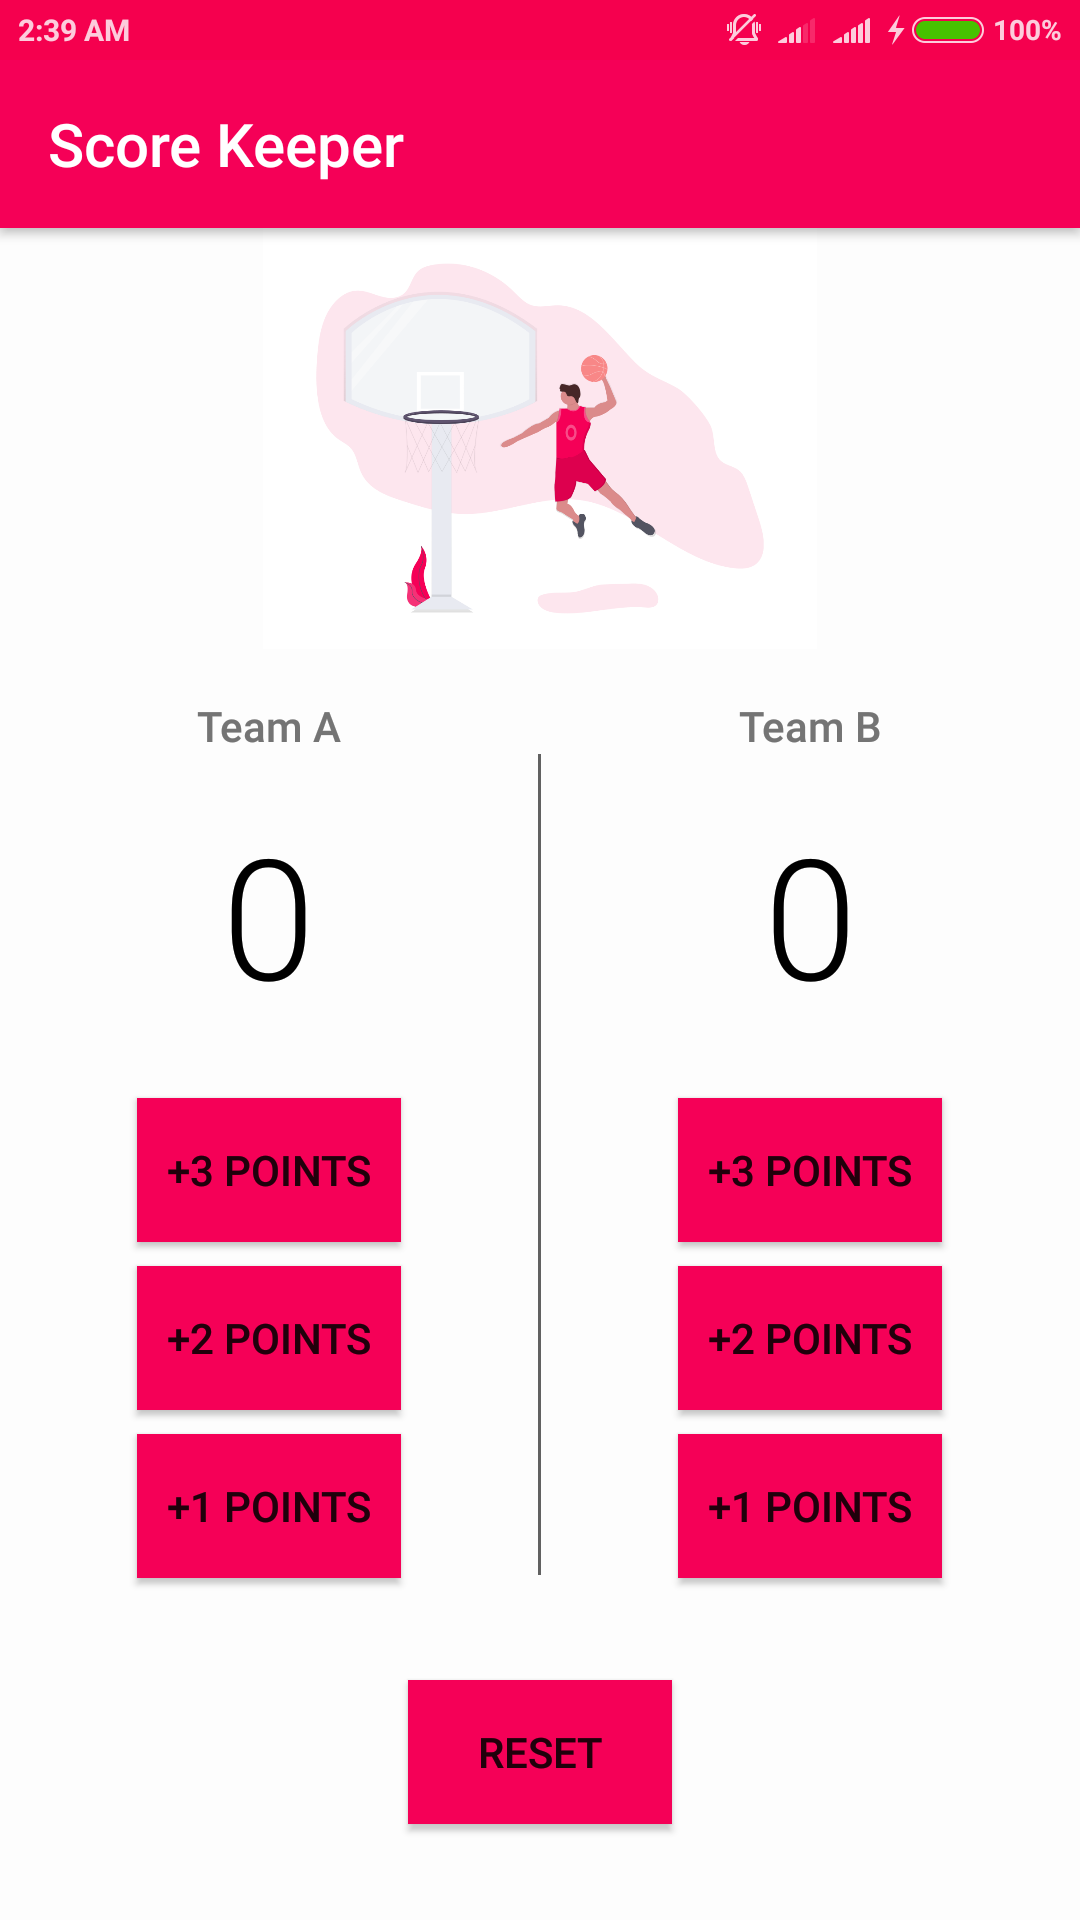 2:39 AM 100%
Score Keeper
Team A Team B
0 0
+3 POINTS +3 POINTS
+2 POINTS +2 POINTS
+1 POINTS +1 POINTS
RESET